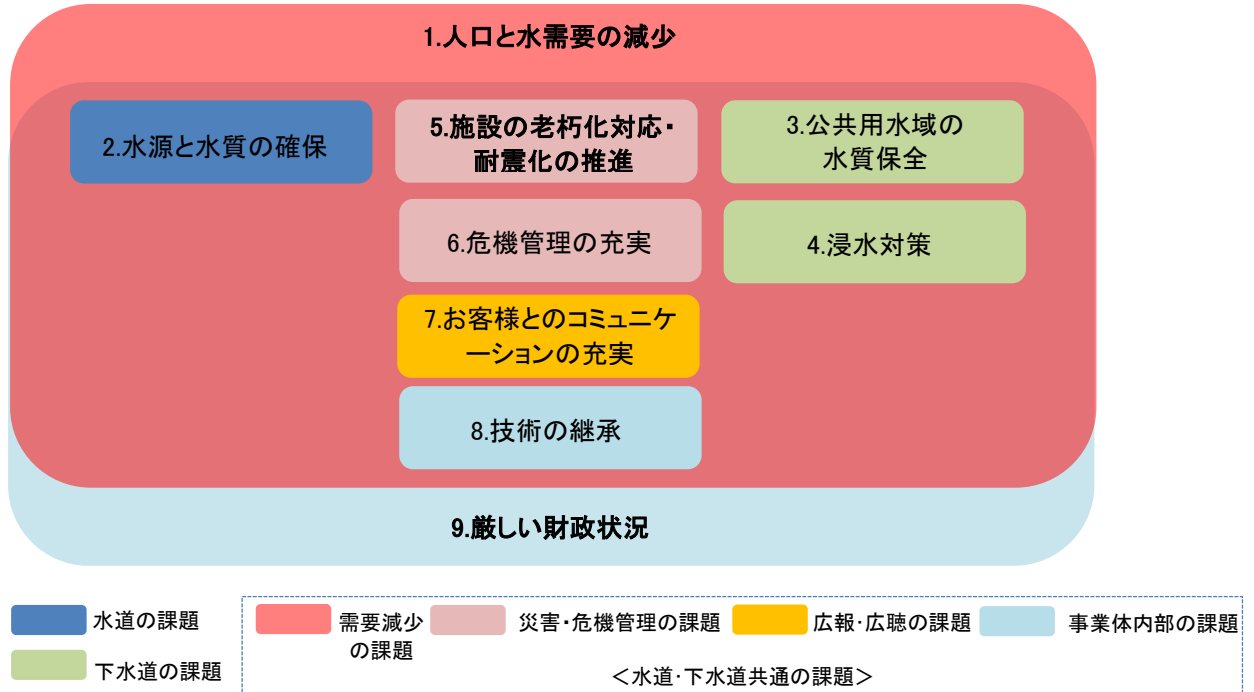 1.人口と水需要の減少
2.水源と水質の確保
5.施設の老朽化対応・
耐震化の推進
3.公共用水域の
水質保全
6.危機管理の充実
4.浸水対策
7.お客様とのコミュニケ
ーションの充実
8.技術の継承
9.厳しい財政状況
水道の課題
下水道の課題
需要減少
の課題
災害・危機管理の課題
広報・広聴の課題
事業体内部の課題
＜水道・下水道共通の課題＞